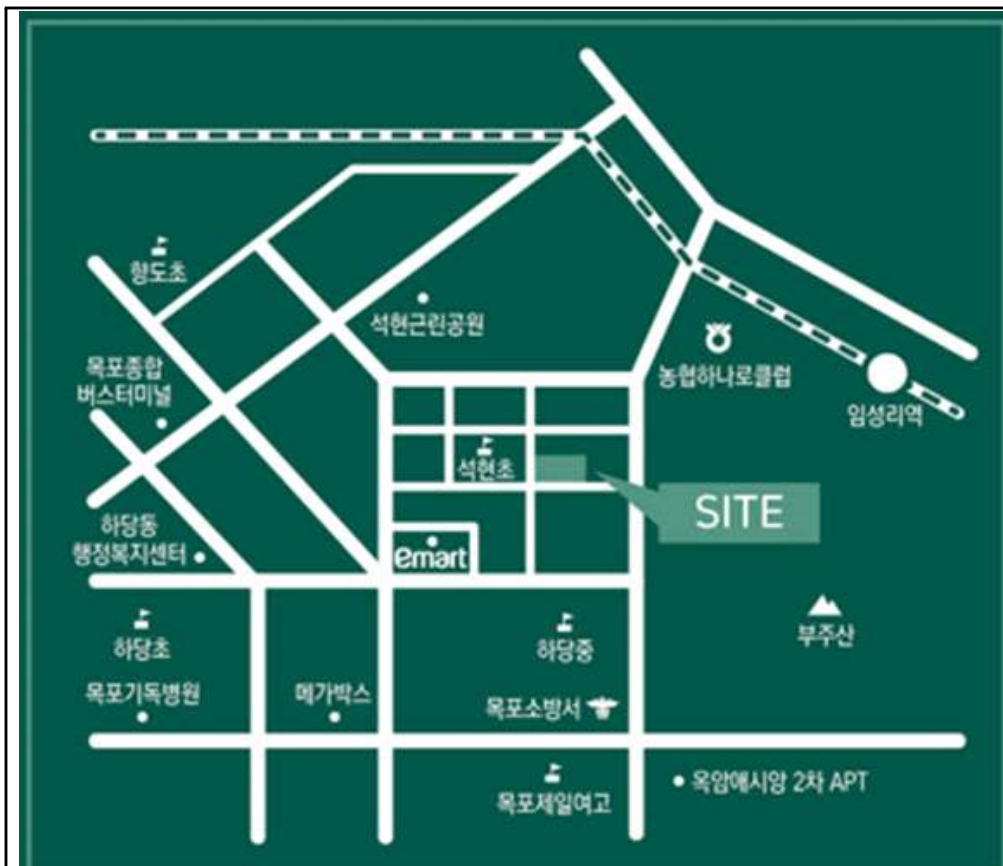 향도초
석현근린공원
목포종합
버스터미널
농협하나로클럽
임성리역
석현초
SITE
하당동
행정복지센터
emart
하당초
하당중
부주산
목포기독병원
메가박스
목포소방서
목포제일여고
옥암애시앙 2차 APT